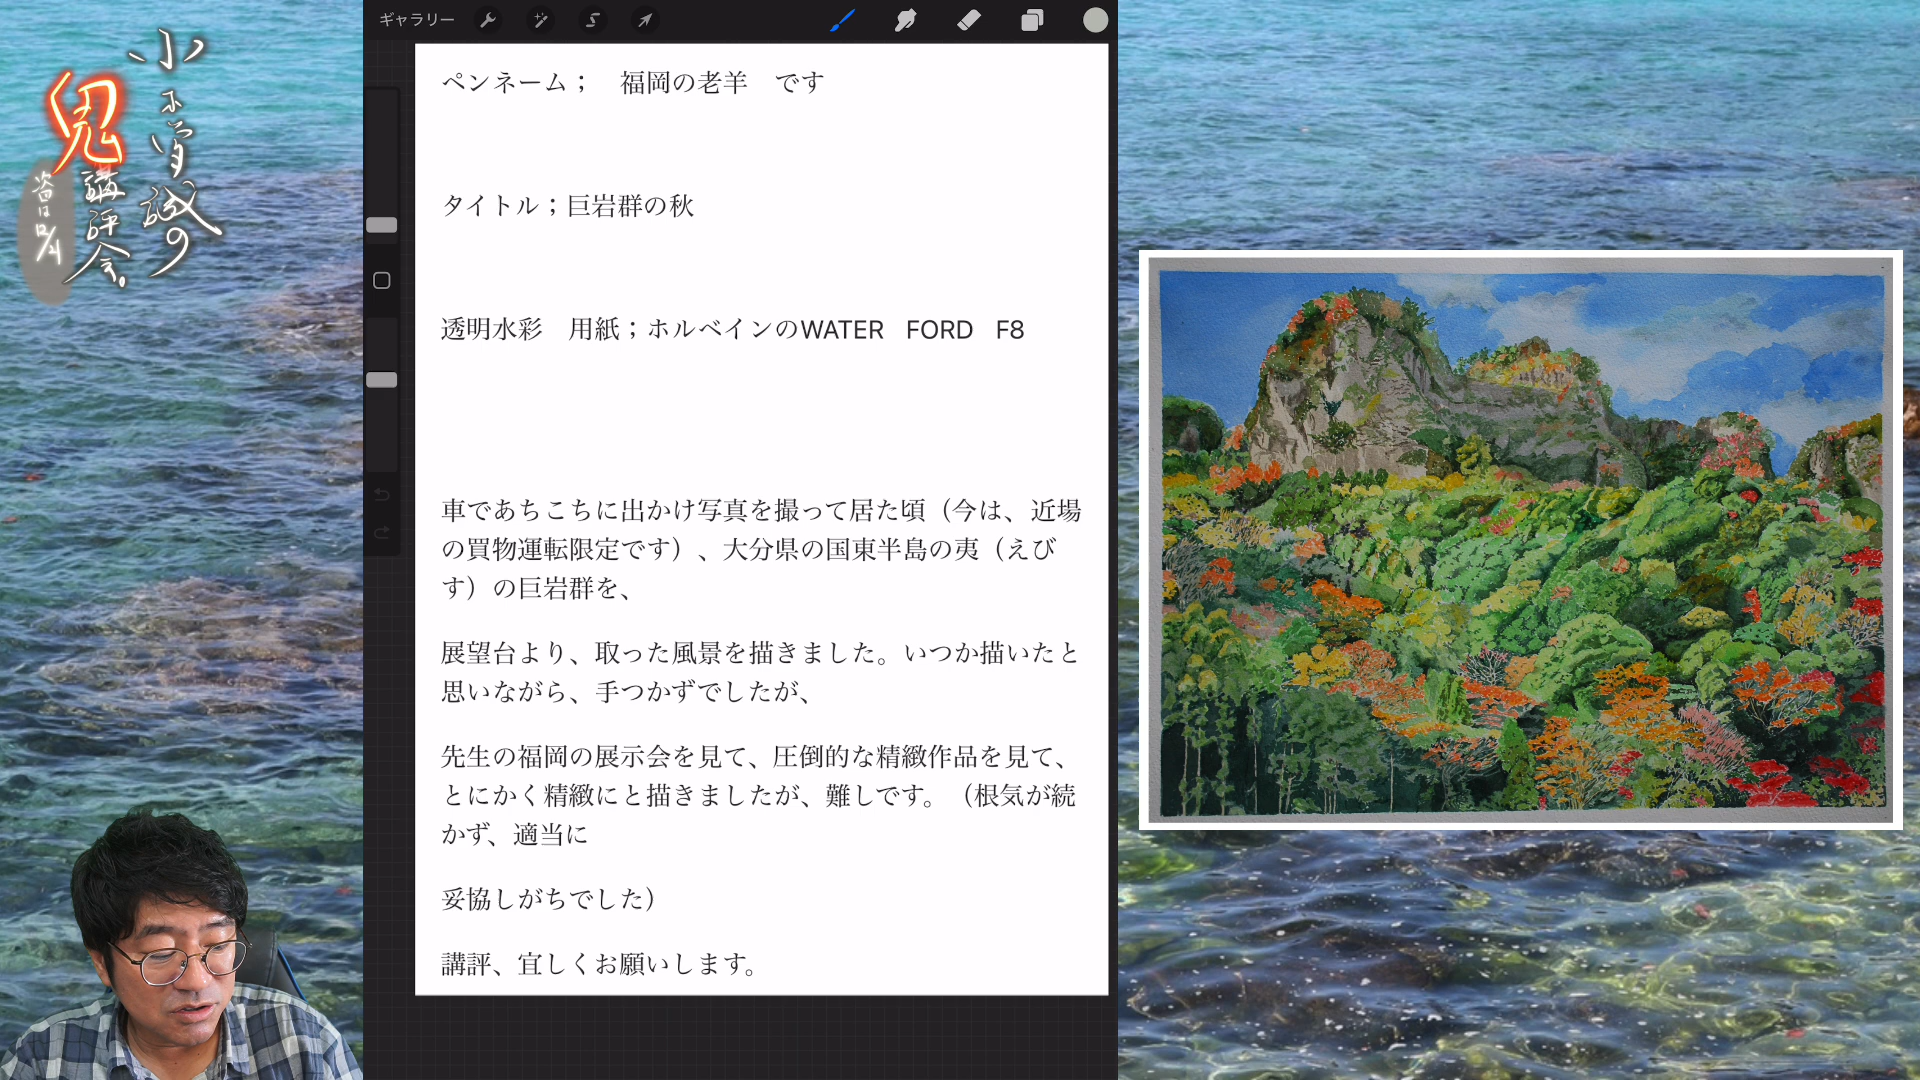 小木曽誠の
鬼
講評会。
ギャラリー
ペンネーム； 福岡の老羊 です
タイトル；巨岩群の秋
透明水彩 用紙；ホルベインのWATER FORD F8
車であちこちに出かけ写真を撮って居た頃（今は、近場
の買物運転限定です）、大分県の国東半島の夷（えび
す）の巨岩群を、
展望台より、取った風景を描きました。いつか描いたと
思いながら、手つかずでしたが、
先生の福岡の展示会を見て、圧倒的な精緻作品を見て、
とにかく精緻にと描きましたが、難しです。（根気が続
かず、適当に
妥協しがちでした）
講評、宜しくお願いします。